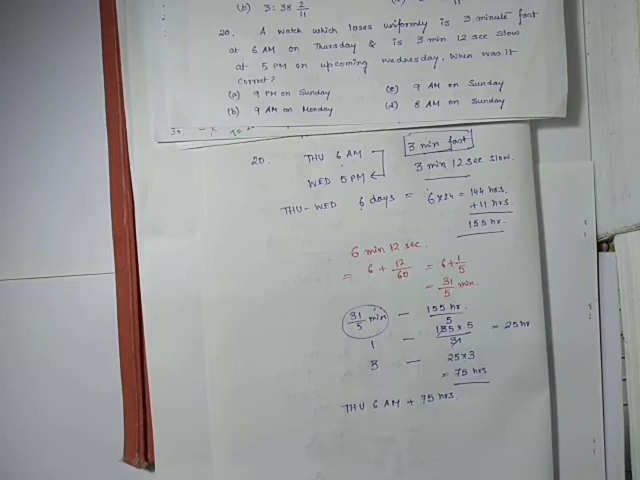 (b) 3:38 2/11
20. A watch which loses uniformly is 3 minute fast
at 6 AM on Thursday & is 3 min 12 sec slow
at 5 PM on upcoming wednesday. When was it
correct?
(a) 9 PM on Sunday (c) 9 AM on Sunday
(b) 9 AM on Monday (d) 8 AM on Sunday
20. THU 6 AM 3 min fast
WED 5 PM 3 min 12 sec slow.
THU - WED 6 days = 6×24 = 144 hrs.
+11 hrs.
155 hr.
6 min 12 sec.
= 6 + 12/60 = 6 + 1/5
= 31/5 min.
31/5 min - 155 hr.
1 - 155×5/31 = 25 hr
3 - 25×3
= 75 hrs
THU 6 AM + 75 hrs.